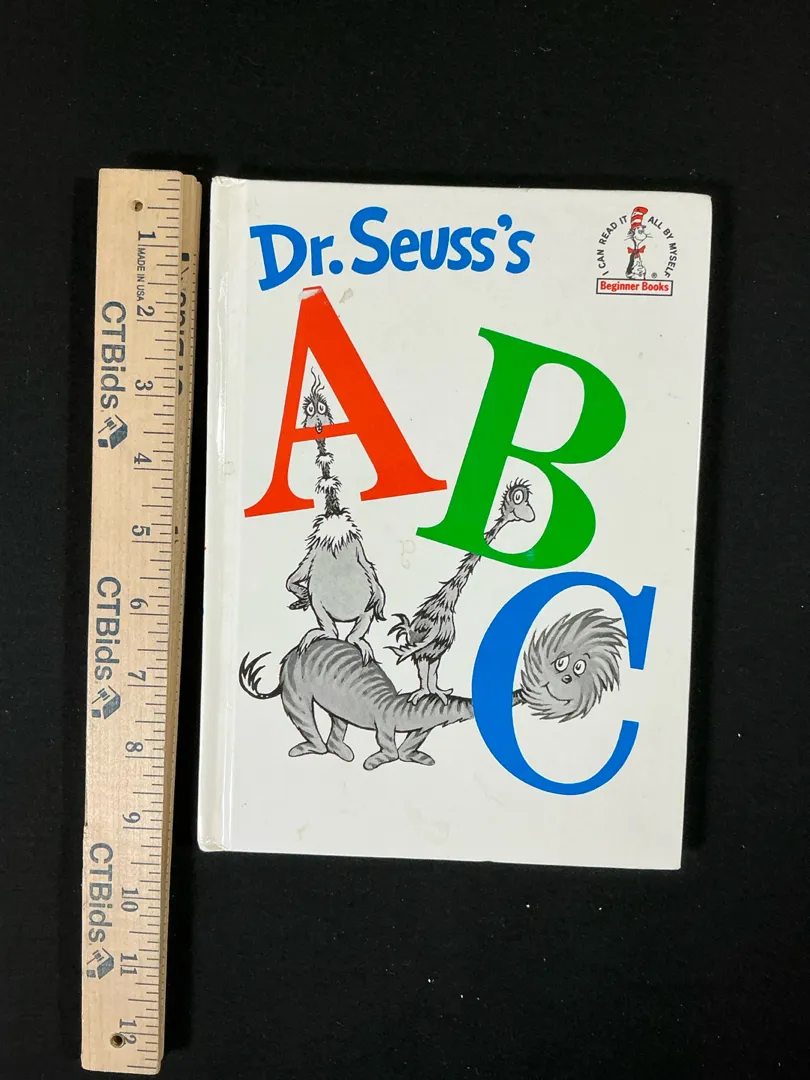 Dr. Seuss's
I CAN READ IT ALL BY MYSELF
®
Beginner Books
A
B
C
1
MADE IN USA
2
CTBids
3
4
5
6
CTBids
7
8
9
CTBids
10
11
12